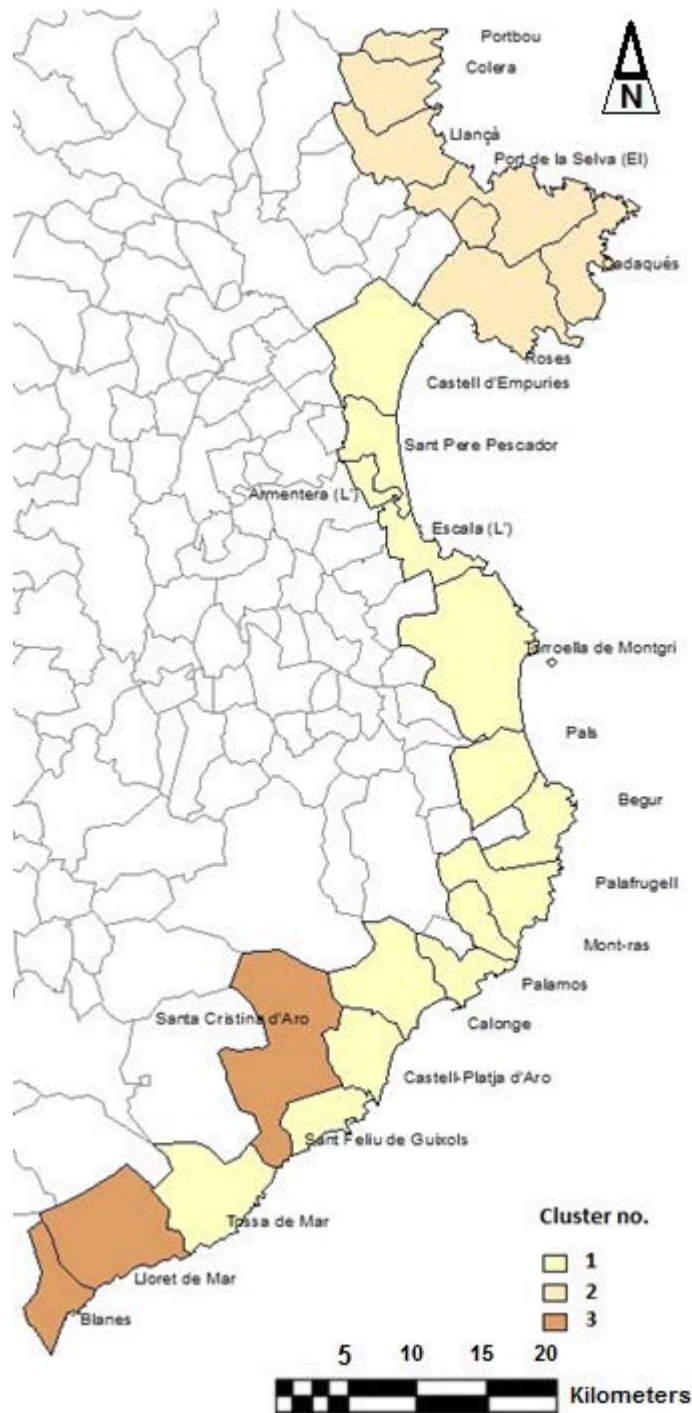 Portbou
Colera
N
Llançà
Port de la Selva (El)
Cadaqués
Roses
Castell d'Empuries
Sant Pere Pescador
Armentera (L')
Escala (L')
Torroella de Montgri
Pals
Begur
Palafrugell
Mont-ras
Palamos
Santa Cristina d'Aro
Calonge
Castell-Platja d'Aro
Sant Feliu de Guixols
Tossa de Mar
Lloret de Mar
Blanes
Cluster no.
1
2
3
5 10 15 20
Kilometers